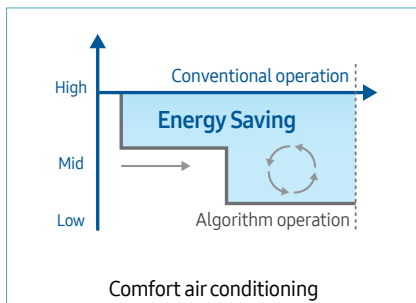 Conventional operation
High
Energy Saving
Mid
Low
Algorithm operation
Comfort air conditioning